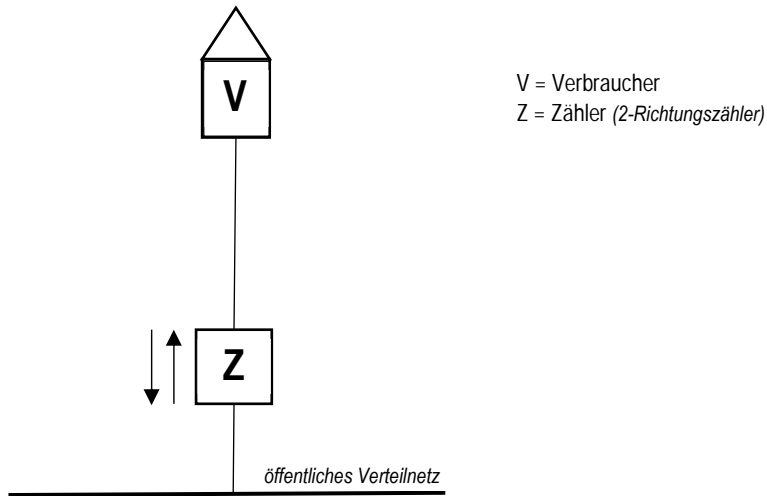 V
V = Verbraucher
Z = Zähler (2-Richtungszähler)
Z
öffentliches Verteilnetz